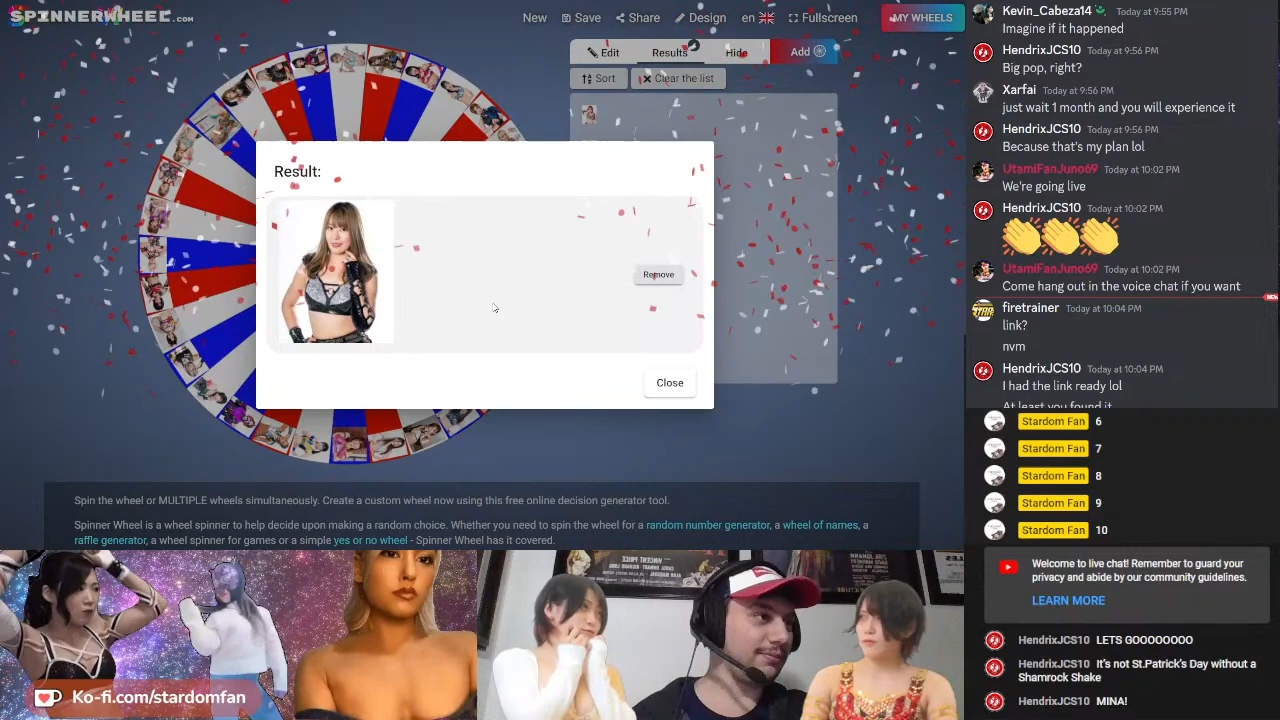 SPINNERWHEEL.COM
New
Save
Share
Design
en
Fullscreen
MY WHEELS
Edit
Results
Hide
Add
Sort
Clear the list
Result:
Remove
Close
Spin the wheel or MULTIPLE wheels simultaneously. Create a custom wheel now using this free online decision generator tool.
Spinner Wheel is a wheel spinner to help decide upon making a random choice. Whether you need to spin the wheel for a random number generator, a wheel of names, a
raffle generator, a wheel spinner for games or a simple yes or no wheel - Spinner Wheel has it covered.
Ko-fi.com/stardomfan
Kevin_Cabeza14 Today at 9:55 PM
Imagine if it happened
HendrixJCS10 Today at 9:56 PM
Big pop, right?
Xarfai Today at 9:56 PM
just wait 1 month and you will experience it
HendrixJCS10 Today at 9:56 PM
Because that's my plan lol
UtamiFanJuno69 Today at 10:02 PM
We're going live
HendrixJCS10 Today at 10:02 PM
UtamiFanJuno69 Today at 10:02 PM
Come hang out in the voice chat if you want
NEW
firetrainer Today at 10:04 PM
link?
nvm
HendrixJCS10 Today at 10:04 PM
I had the link ready lol
At least you found it
Stardom Fan 6
Stardom Fan 7
Stardom Fan 8
Stardom Fan 9
Stardom Fan 10
Welcome to live chat! Remember to guard your
privacy and abide by our community guidelines.
LEARN MORE
HendrixJCS10 LETS GOOOOOOO
HendrixJCS10 It's not St.Patrick's Day without a
Shamrock Shake
HendrixJCS10 MINA!